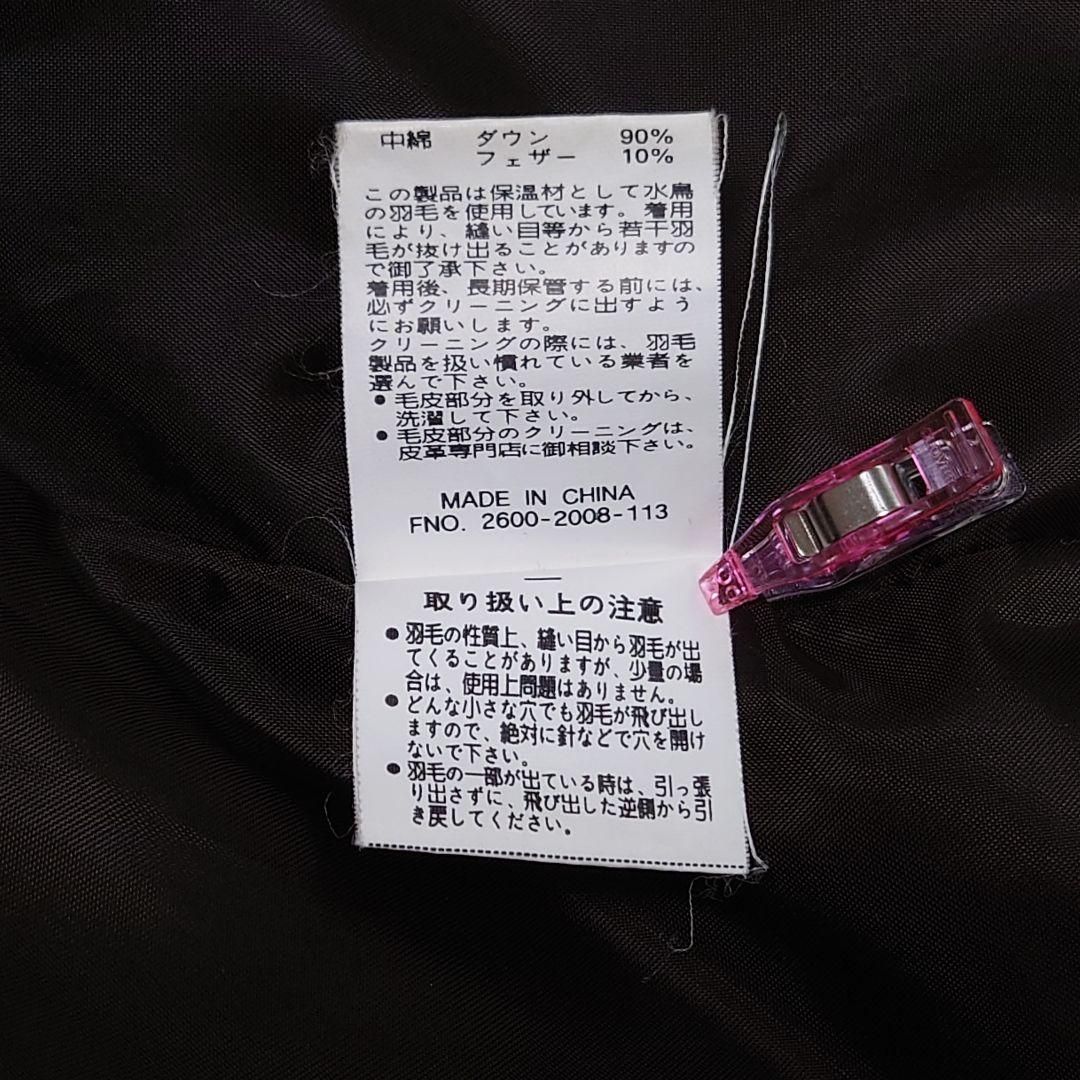 中綿 ダウン 90%
フェザー 10%
この製品は保温材として水鳥
の羽毛を使用しています。着用
により、縫い目等から若干羽
毛が抜け出ることがありますの
で御了承下さい。
着用後、長期保管する前には、
必ずクリーニングに出すよう
にお願いします。
クリーニングの際には、羽毛
製品を扱い慣れている業者を
選んで下さい。
●毛皮部分を取り外してから、
洗濯して下さい。
●毛皮部分のクリーニングは、
皮革専門店に御相談下さい。
MADE IN CHINA
FNO. 2600-2008-113
取り扱い上の注意
●羽毛の性質上、縫い目から羽毛が出
てくることがありますが、少量の場
合は、使用上問題はありません。
●どんな小さな穴でも羽毛が飛び出し
ますので、絶対に針などで穴を開け
ないで下さい。
●羽毛の一部が出ている時は、引っ張
り出さずに、飛び出した逆側から引
き戻してください。